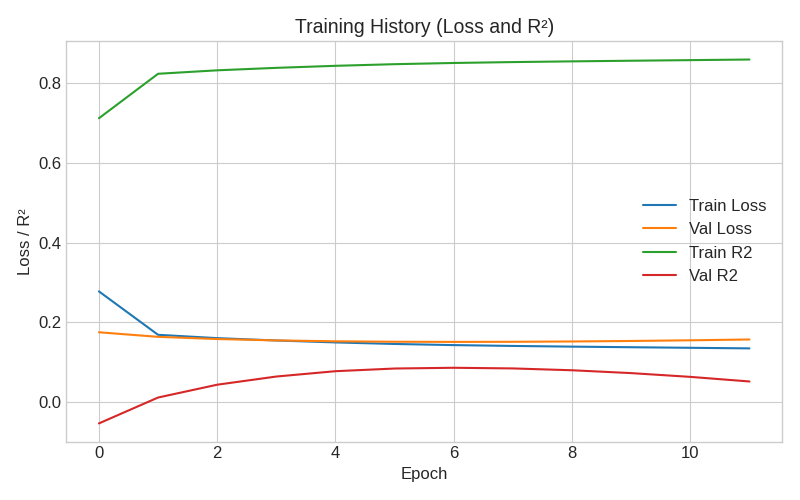 Training History (Loss and R²)
Loss / R²
0.8
0.6
0.4
0.2
0.0
Train Loss
Val Loss
Train R2
Val R2
0 2 4 6 8 10
Epoch